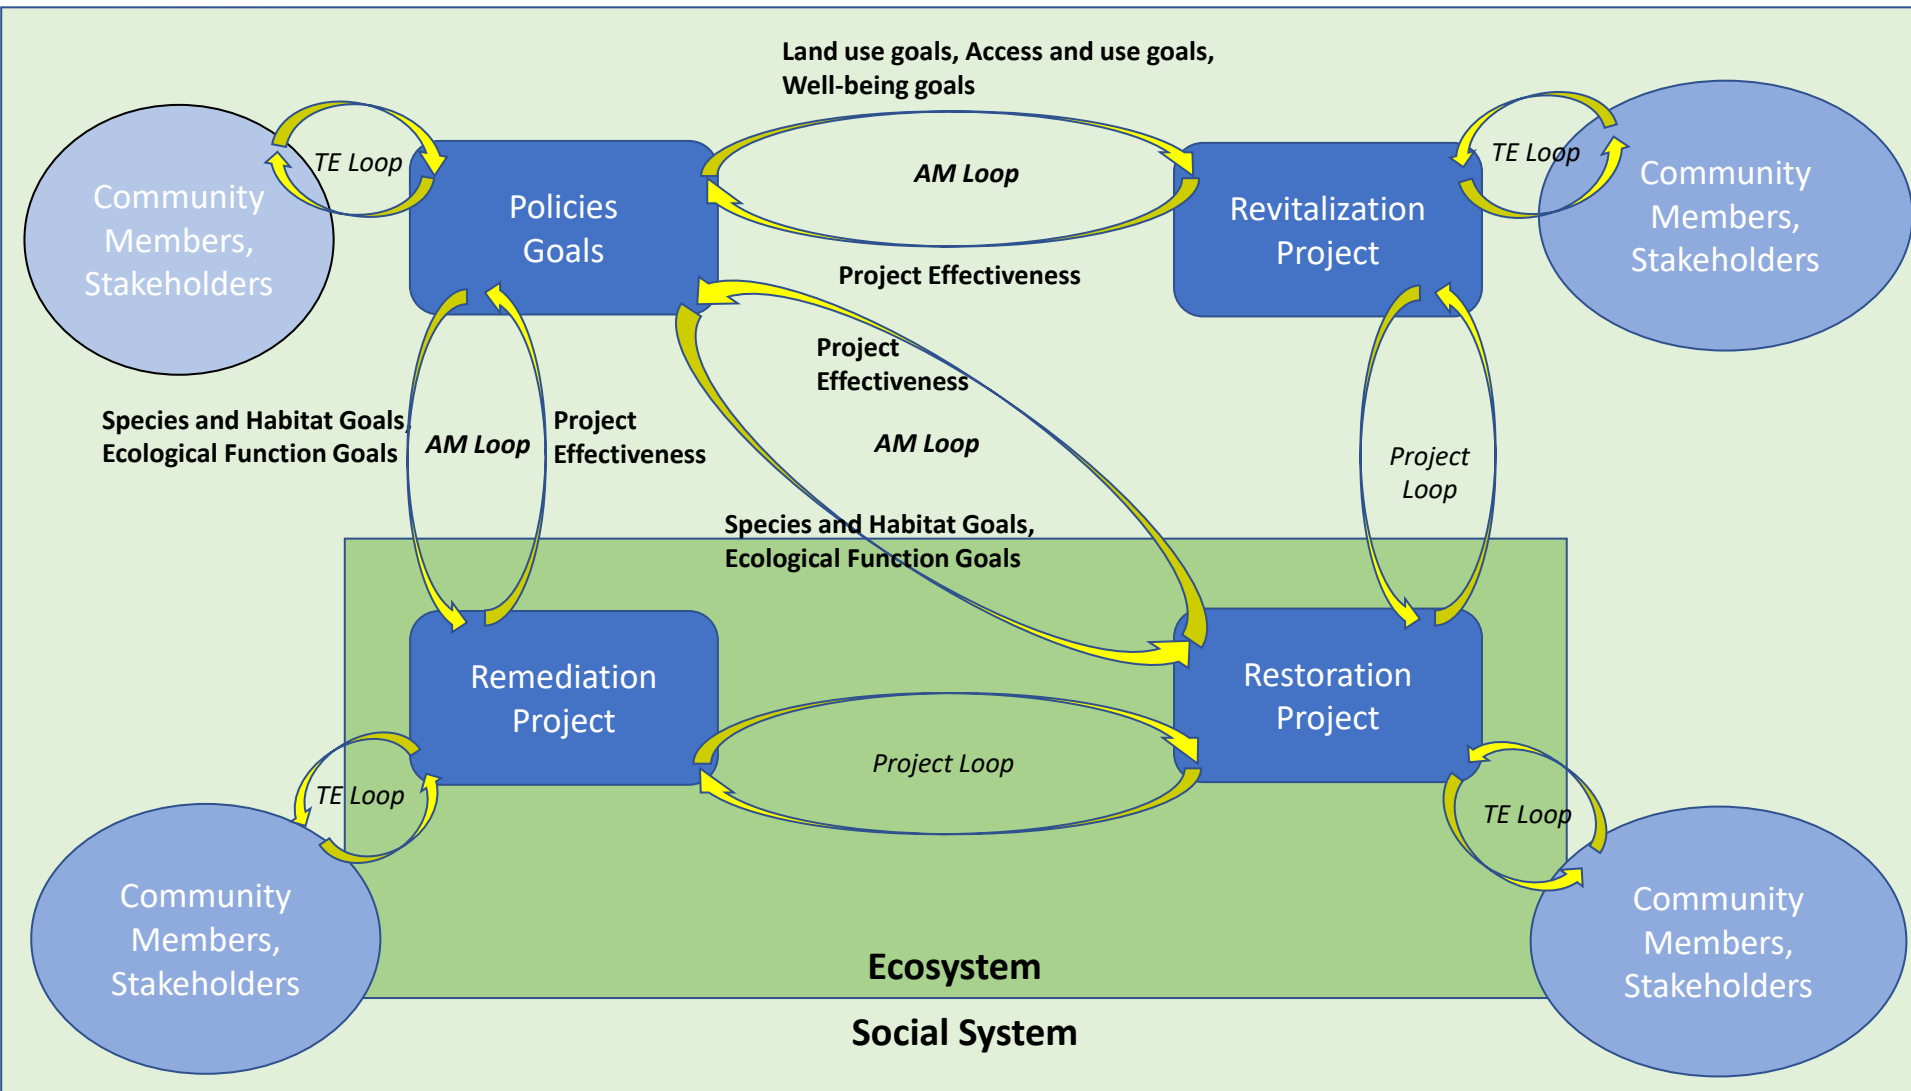 Land use goals, Access and use goals,
Well-being goals
TE Loop
Community
Members,
Stakeholders
Policies
Goals
AM Loop
Project Effectiveness
Revitalization
Project
TE Loop
Community
Members,
Stakeholders
Species and Habitat Goals,
Ecological Function Goals
AM Loop
Project
Effectiveness
Project
Effectiveness
AM Loop
Species and Habitat Goals,
Ecological Function Goals
Project
Loop
Remediation
Project
Project Loop
Restoration
Project
TE Loop
Community
Members,
Stakeholders
TE Loop
Community
Members,
Stakeholders
Ecosystem
Social System